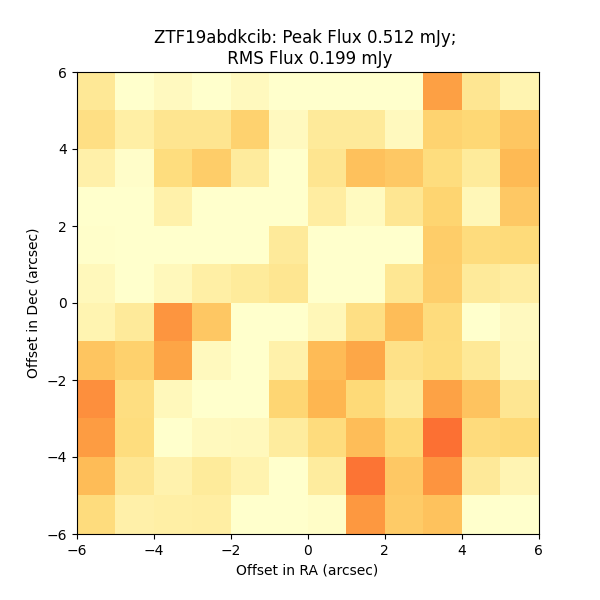 ZTF19abdkcib: Peak Flux 0.512 mJy;
RMS Flux 0.199 mJy
6
4
2
0
−2
−4
−6
Offset in Dec (arcsec)
−6 −4 −2 0 2 4 6
Offset in RA (arcsec)